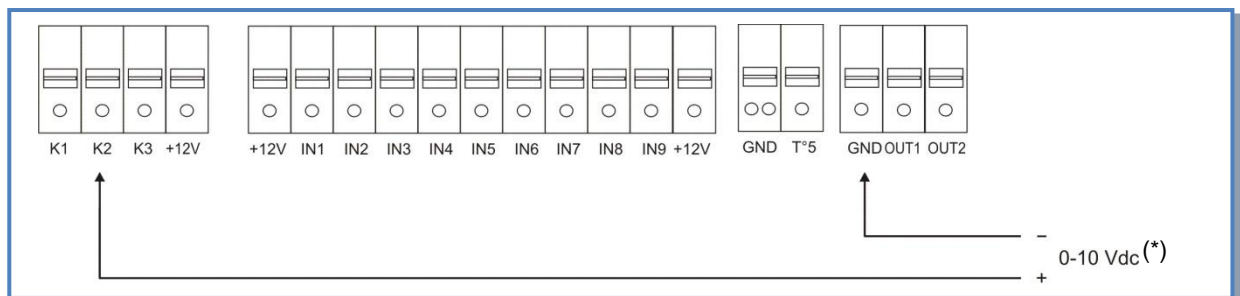 K1 K2 K3 +12V +12V IN1 IN2 IN3 IN4 IN5 IN6 IN7 IN8 IN9 +12V GND T°5 GND OUT1 OUT2
−
0-10 Vdc (*)
+